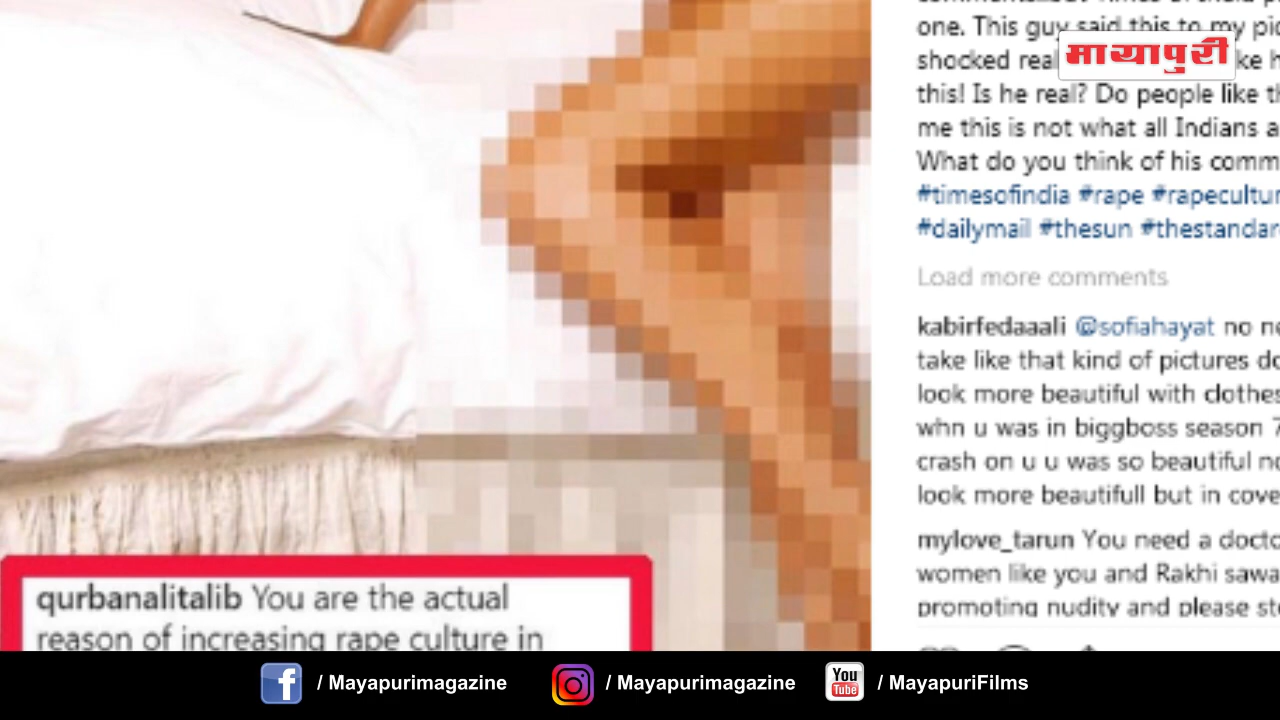 one. This guy said this to my pic
shocked real
ke h
this! Is he real? Do people like th
me this is not what all Indians a
What do you think of his comm
#timesofindia #rape #rapecultur
#dailymail #thesun #thestandar
Load more comments
kabirfedaaali @sofiahayat no ne
take like that kind of pictures do
look more beautiful with clothes
whn u was in biggboss season 7
crash on u u was so beautiful no
look more beautifull but in cove
mylove_tarun You need a docto
women like you and Rakhi sawa
promoting nudity and please sto
मायापुरी
qurbanalitalib You are the actual
reason of increasing rape culture in
/ Mayapurimagazine
/ Mayapurimagazine
You
Tube
/ MayapuriFilms